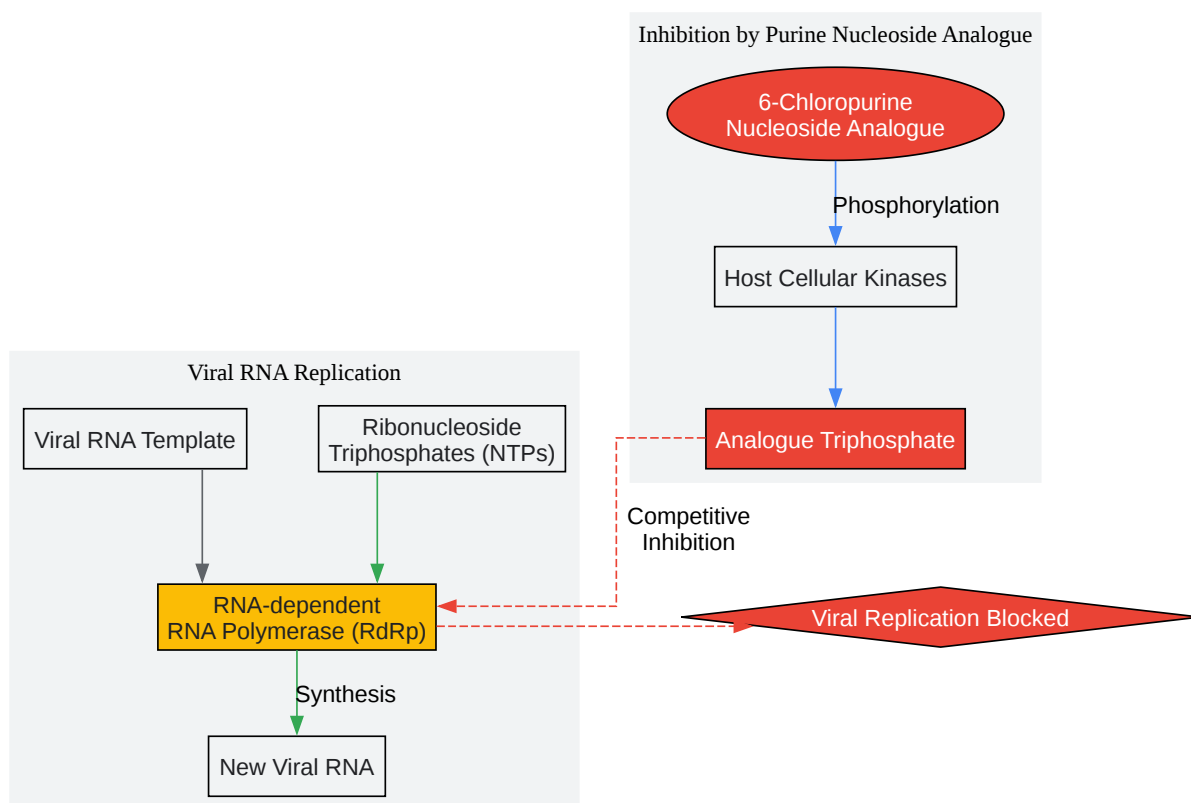 Inhibition by Purine Nucleoside Analogue
6-Chloropurine
Nucleoside Analogue
Phosphorylation
Host Cellular Kinases
Analogue Triphosphate
Competitive
Inhibition
Viral Replication Blocked
Viral RNA Replication
Viral RNA Template
Ribonucleoside
Triphosphates (NTPs)
RNA-dependent
RNA Polymerase (RdRp)
Synthesis
New Viral RNA